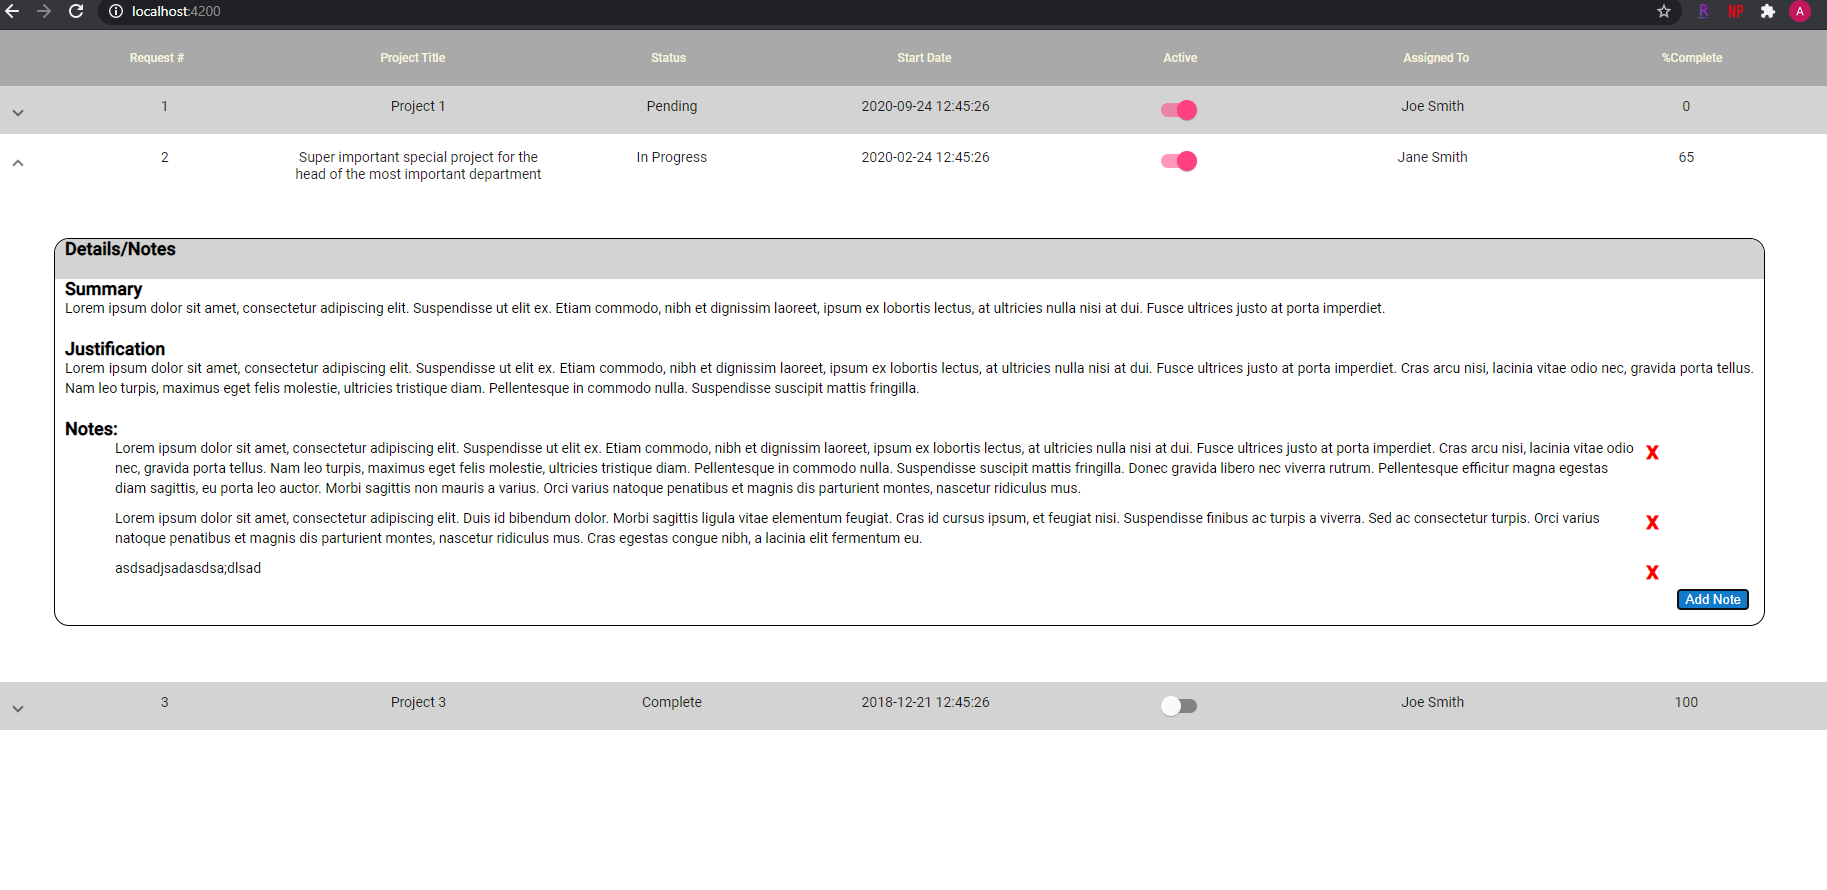 localhost:4200
R NP A
Request # Project Title Status Start Date Active Assigned To %Complete
1 Project 1 Pending 2020-09-24 12:45:26 Joe Smith 0
2 Super important special project for the In Progress 2020-02-24 12:45:26 Jane Smith 65
head of the most important department
Details/Notes
Summary
Lorem ipsum dolor sit amet, consectetur adipiscing elit. Suspendisse ut elit ex. Etiam commodo, nibh et dignissim laoreet, ipsum ex lobortis lectus, at ultricies nulla nisi at dui. Fusce ultrices justo at porta imperdiet.
Justification
Lorem ipsum dolor sit amet, consectetur adipiscing elit. Suspendisse ut elit ex. Etiam commodo, nibh et dignissim laoreet, ipsum ex lobortis lectus, at ultricies nulla nisi at dui. Fusce ultrices justo at porta imperdiet. Cras arcu nisi, lacinia vitae odio nec, gravida porta tellus.
Nam leo turpis, maximus eget felis molestie, ultricies tristique diam. Pellentesque in commodo nulla. Suspendisse suscipit mattis fringilla.
Notes:
Lorem ipsum dolor sit amet, consectetur adipiscing elit. Suspendisse ut elit ex. Etiam commodo, nibh et dignissim laoreet, ipsum ex lobortis lectus, at ultricies nulla nisi at dui. Fusce ultrices justo at porta imperdiet. Cras arcu nisi, lacinia vitae odio X
nec, gravida porta tellus. Nam leo turpis, maximus eget felis molestie, ultricies tristique diam. Pellentesque in commodo nulla. Suspendisse suscipit mattis fringilla. Donec gravida libero nec viverra rutrum. Pellentesque efficitur magna egestas
diam sagittis, eu porta leo auctor. Morbi sagittis non mauris a varius. Orci varius natoque penatibus et magnis dis parturient montes, nascetur ridiculus mus.
Lorem ipsum dolor sit amet, consectetur adipiscing elit. Duis id bibendum dolor. Morbi sagittis ligula vitae elementum feugiat. Cras id cursus ipsum, et feugiat nisi. Suspendisse finibus ac turpis a viverra. Sed ac consectetur turpis. Orci varius X
natoque penatibus et magnis dis parturient montes, nascetur ridiculus mus. Cras egestas congue nibh, a lacinia elit fermentum eu.
asdsadjsadasdsa;dlsad X
Add Note
3 Project 3 Complete 2018-12-21 12:45:26 Joe Smith 100